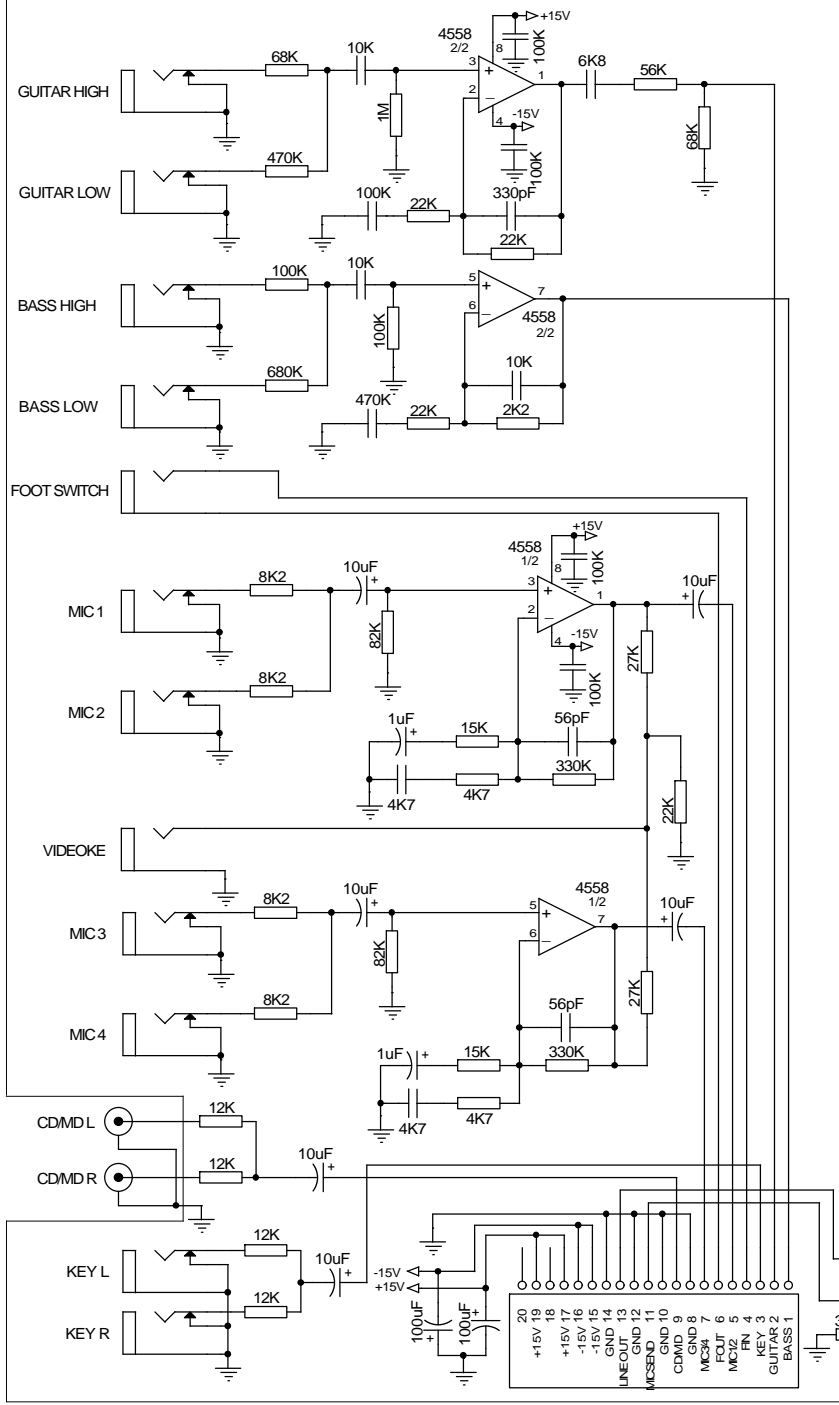 +15V
4558
2/2
8
100K
68K
10K
3
+
1
6K8
56K
GUITAR HIGH
2
−
4
-15V
1M
68K
100K
470K
GUITAR LOW
100K
22K
330pF
22K
100K
10K
5
+
7
BASS HIGH
6
−
4558
2/2
100K
680K
10K
BASS LOW
470K
22K
2K2
FOOT SWITCH
+15V
4558
1/2
8
100K
10uF
+
8K2
3
+
1
10uF
+
MIC 1
2
−
4
-15V
82K
27K
100K
8K2
MIC 2
1uF
+
15K
56pF
330K
4K7
4K7
22K
VIDEOKE
10uF
+
8K2
5
+
7
4558
1/2
10uF
+
MIC 3
6
−
82K
27K
8K2
56pF
MIC 4
1uF
+
15K
330K
4K7
4K7
12K
CD/MD L
10uF
+
CD/MD R
12K
12K
KEY L
10uF
+
-15V
+15V
12K
KEY R
100uF
+
100uF
+
20
+15V 19
18
+15V 17
-15V 16
-15V 15
GND 14
LINEOUT 13
GND 12
MICSEND 11
GND 10
CD/MD 9
GND 8
MIC3/4 7
FOUT 6
MIC1/2 5
FIN 4
KEY 3
GUITAR 2
BASS 1